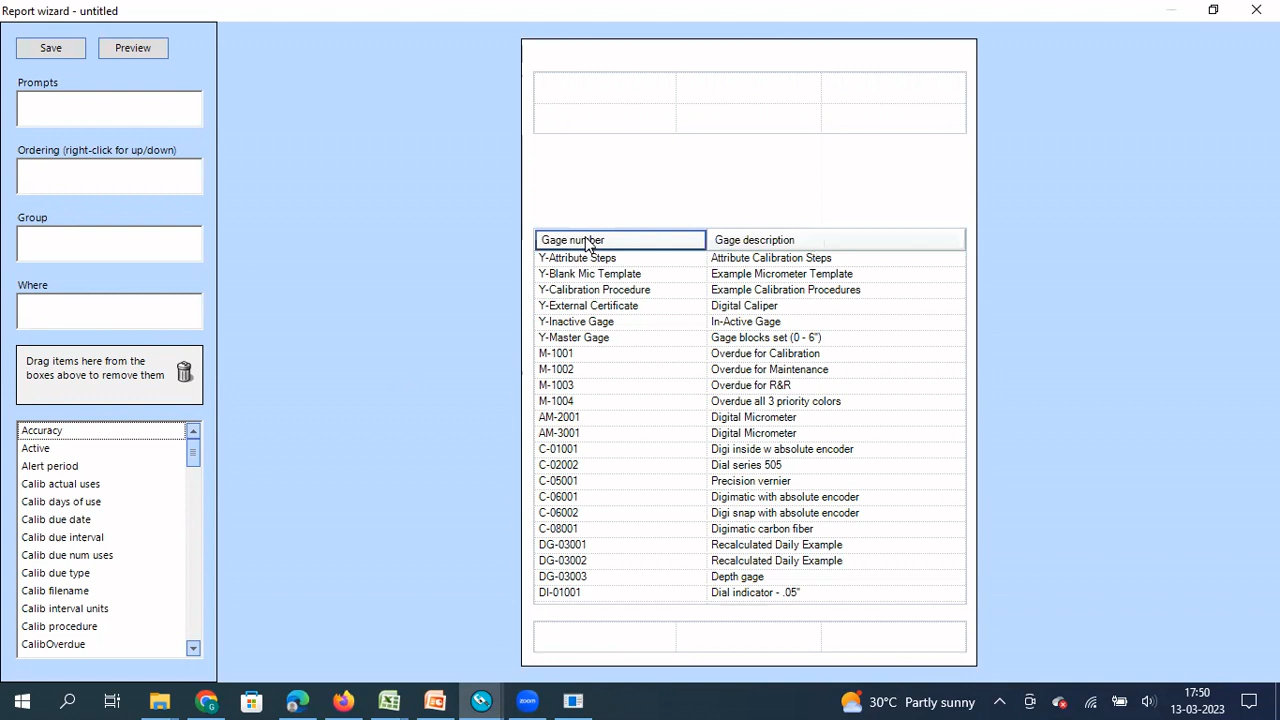 Report wizard - untitled
Save
Preview
Prompts
Ordering (right-click for up/down)
Group
Where
Drag items here from the
boxes above to remove them
Accuracy
Active
Alert period
Calib actual uses
Calib days of use
Calib due date
Calib due interval
Calib due num uses
Calib due type
Calib filename
Calib interval units
Calib procedure
CalibOverdue
Gage number Gage description
Y-Attribute Steps Attribute Calibration Steps
Y-Blank Mic Template Example Micrometer Template
Y-Calibration Procedure Example Calibration Procedures
Y-External Certificate Digital Caliper
Y-Inactive Gage In-Active Gage
Y-Master Gage Gage blocks set (0 - 6")
M-1001 Overdue for Calibration
M-1002 Overdue for Maintenance
M-1003 Overdue for R&R
M-1004 Overdue all 3 priority colors
AM-2001 Digital Micrometer
AM-3001 Digital Micrometer
C-01001 Digi inside w absolute encoder
C-02002 Dial series 505
C-05001 Precision vernier
C-06001 Digimatic with absolute encoder
C-06002 Digi snap with absolute encoder
C-08001 Digimatic carbon fiber
DG-03001 Recalculated Daily Example
DG-03002 Recalculated Daily Example
DG-03003 Depth gage
DI-01001 Dial indicator - .05"
zoom
30°C Partly sunny
17:50
13-03-2023